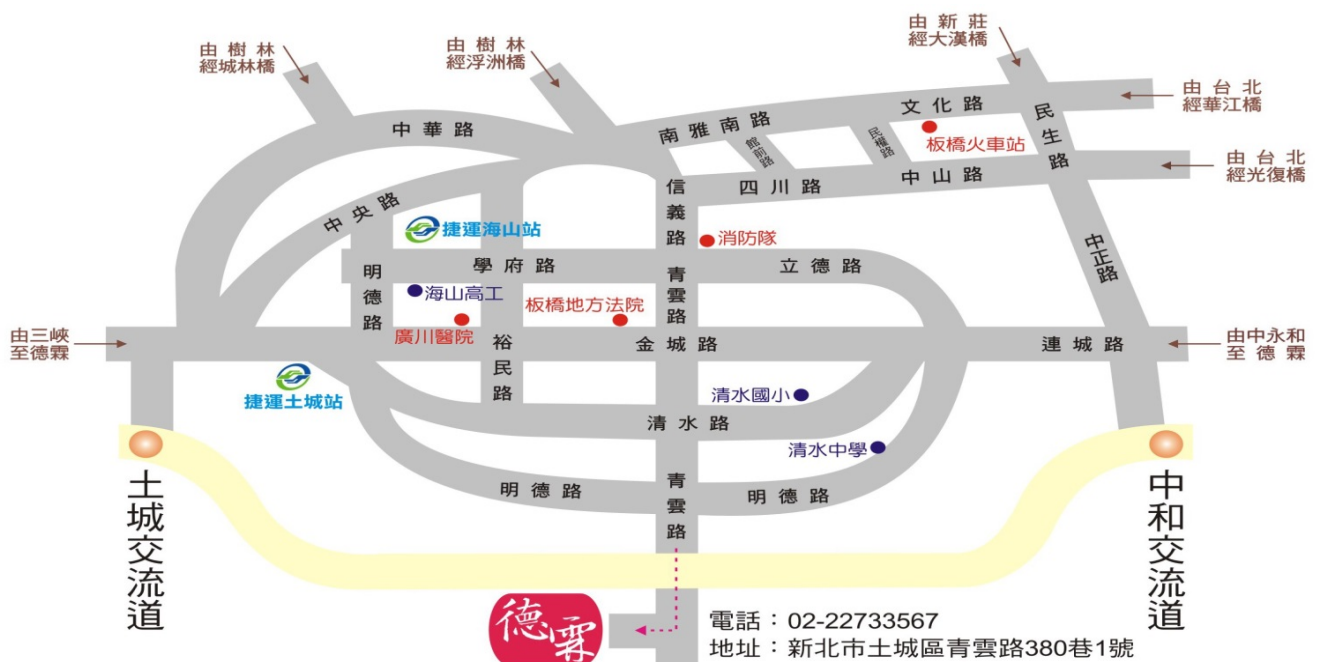 由新莊
經大漢橋
由樹林
經城林橋
由樹林
經浮洲橋
由台北
經華江橋
文化路
南雅南路
中華路
民生路
館前路
民權路
板橋火車站
由台北
經光復橋
四川路
中山路
信義路
中央路
捷運海山站
消防隊
中正路
學府路
立德路
明德路
青雲路
海山高工
板橋地方法院
廣川醫院
由三峽
至德霖
裕民路
金城路
連城路
由中永和
至德霖
捷運土城站
清水國小
清水路
清水中學
土城交流道
中和交流道
明德路
青雲路
明德路
德霖
電話：02-22733567
地址：新北市土城區青雲路380巷1號